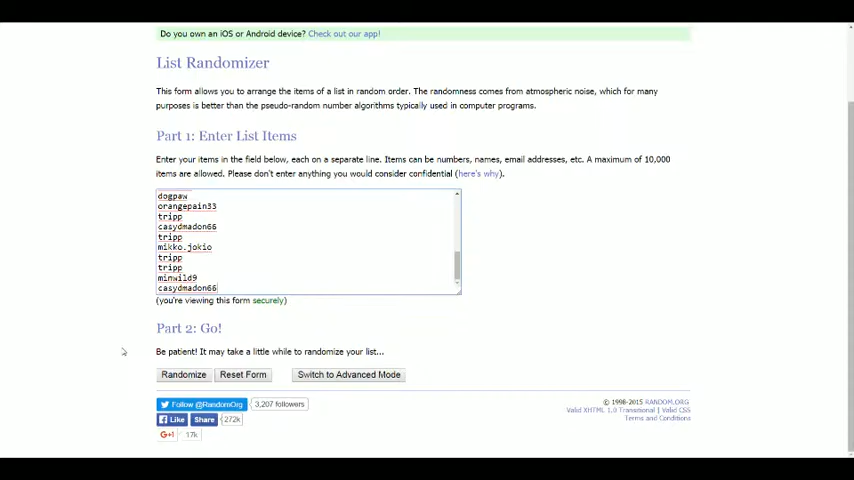 Do you own an iOS or Android device? Check out our app!
List Randomizer
This form allows you to arrange the items of a list in random order. The randomness comes from atmospheric noise, which for many
purposes is better than the pseudo-random number algorithms typically used in computer programs.
Part 1: Enter List Items
Enter your items in the field below, each on a separate line. Items can be numbers, names, email addresses, etc. A maximum of 10,000
items are allowed. Please don't enter anything you would consider confidential (here's why).
dogpaw
orangepain33
tripp
casydmadon66
tripp
mikko.jokio
tripp
tripp
minwild9
casydmadon66
(you're viewing this form securely)
Part 2: Go!
Be patient! It may take a little while to randomize your list...
Randomize Reset Form Switch to Advanced Mode
Follow @RandomOrg 3,207 followers
Like Share 272k
G+1 17k
© 1998-2015 RANDOM.ORG
Valid XHTML 1.0 Transitional | Valid CSS
Terms and Conditions